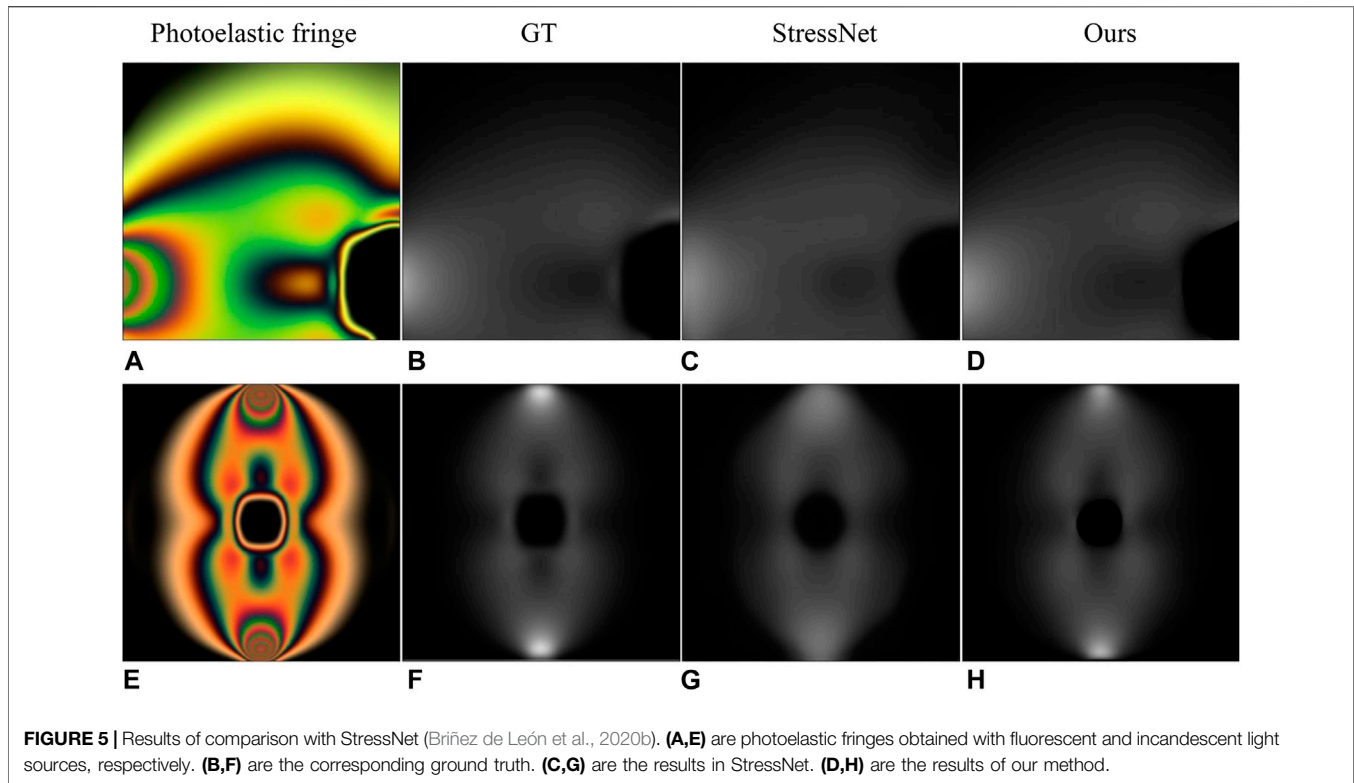 Photoelastic fringe GT StressNet Ours
A B C D
E F G H
FIGURE 5 | Results of comparison with StressNet (Briñez de León et al., 2020b). (A,E) are photoelastic fringes obtained with fluorescent and incandescent light
sources, respectively. (B,F) are the corresponding ground truth. (C,G) are the results in StressNet. (D,H) are the results of our method.